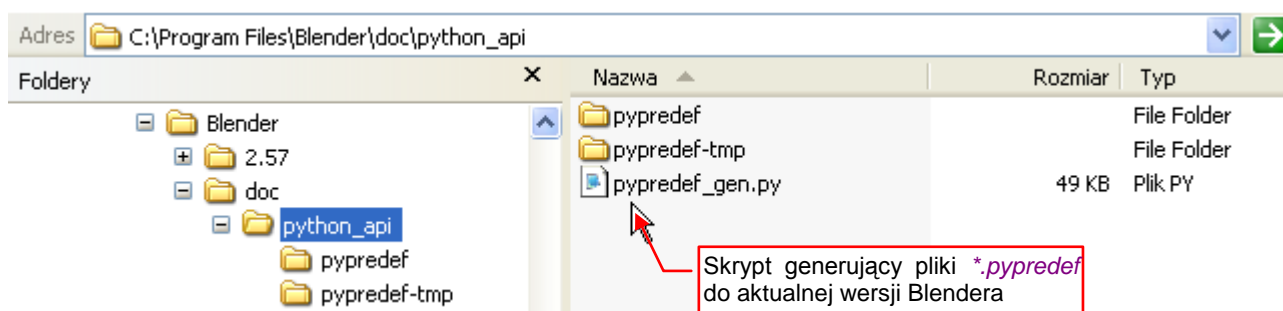 Adres C:\Program Files\Blender\doc\python_api
Foldery
Nazwa Rozmiar Typ
Blender
2.57
doc
python_api
pypredef
pypredef-tmp
pypredef File Folder
pypredef-tmp File Folder
pypredef_gen.py 49 KB Plik PY
Skrypt generujący pliki *.pypredef
do aktualnej wersji Blendera